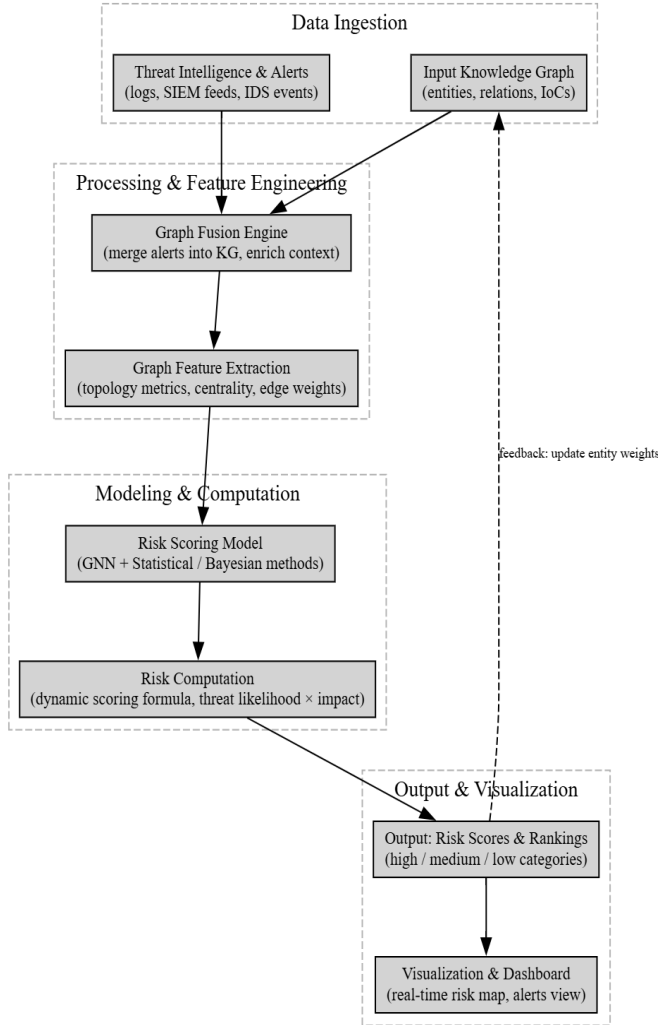 Data Ingestion
Threat Intelligence & Alerts
(logs, SIEM feeds, IDS events)
Input Knowledge Graph
(entities, relations, IoCs)
Processing & Feature Engineering
Graph Fusion Engine
(merge alerts into KG, enrich context)
Graph Feature Extraction
(topology metrics, centrality, edge weights)
feedback: update entity weights
Modeling & Computation
Risk Scoring Model
(GNN + Statistical / Bayesian methods)
Risk Computation
(dynamic scoring formula, threat likelihood × impact)
Output & Visualization
Output: Risk Scores & Rankings
(high / medium / low categories)
Visualization & Dashboard
(real-time risk map, alerts view)